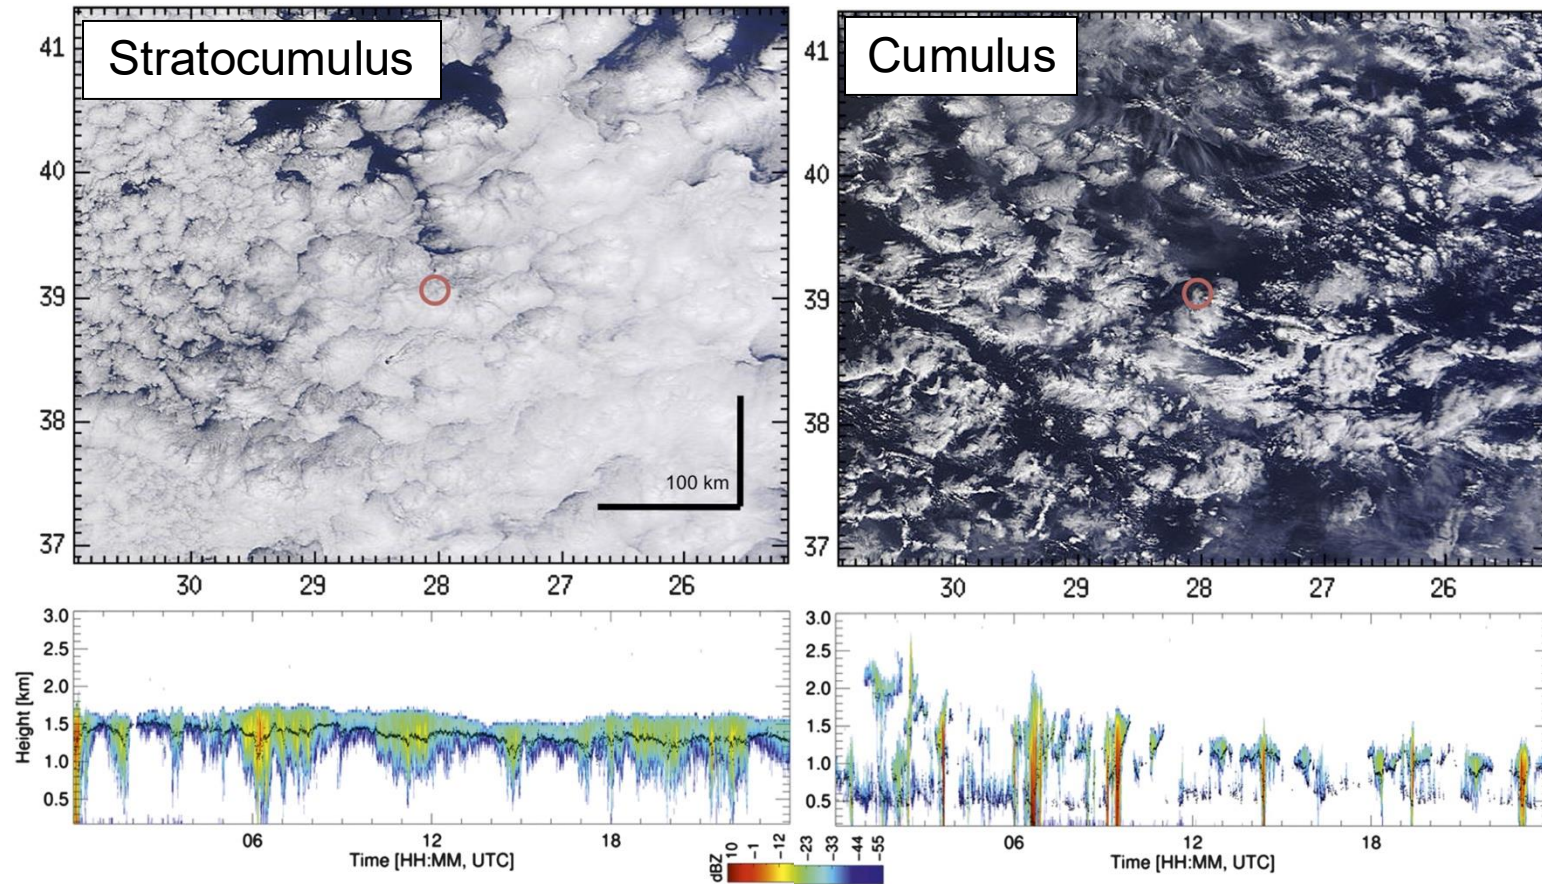 Stratocumulus
41
40
39
38
37
100 km
30 29 28 27 26
Cumulus
41
40
39
38
37
30 29 28 27 26
3.0
2.5
2.0
1.5
1.0
0.5
Height [km]
06 12 18
Time [HH:MM, UTC]
dBZ
10 -1 -12 -23 -33 -44 -55
3.0
2.5
2.0
1.5
1.0
0.5
06 12 18
Time [HH:MM, UTC]